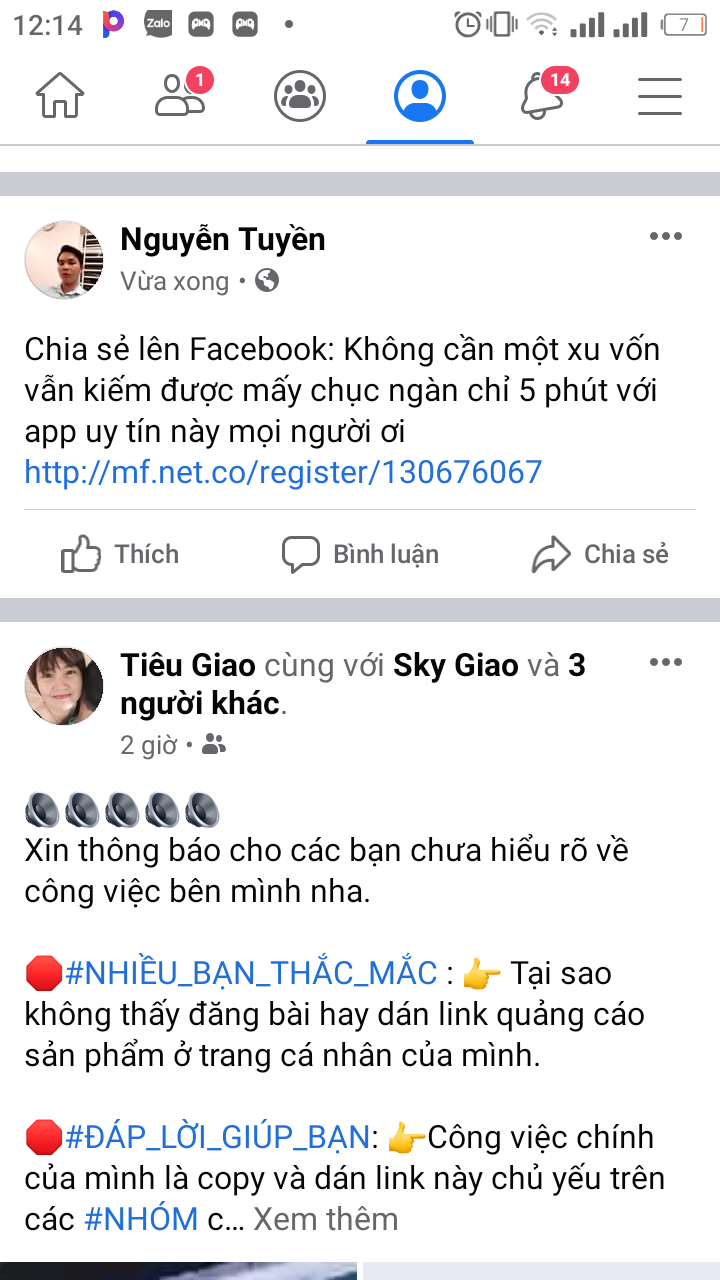 12:14
Zalo
7
1
14
Nguyễn Tuyền
Vừa xong
Chia sẻ lên Facebook: Không cần một xu vốn
vẫn kiếm được mấy chục ngàn chỉ 5 phút với
app uy tín này mọi người ơi
http://mf.net.co/register/130676067
Thích
Bình luận
Chia sẻ
Tiêu Giao cùng với Sky Giao và 3
người khác.
2 giờ
Xin thông báo cho các bạn chưa hiểu rõ về
công việc bên mình nha.
🛑#NHIỀU_BẠN_THẮC_MẮC : 👉 Tại sao
không thấy đăng bài hay dán link quảng cáo
sản phẩm ở trang cá nhân của mình.
🛑#ĐÁP_LỜI_GIÚP_BẠN: 👉Công việc chính
của mình là copy và dán link này chủ yếu trên
các #NHÓM c... Xem thêm